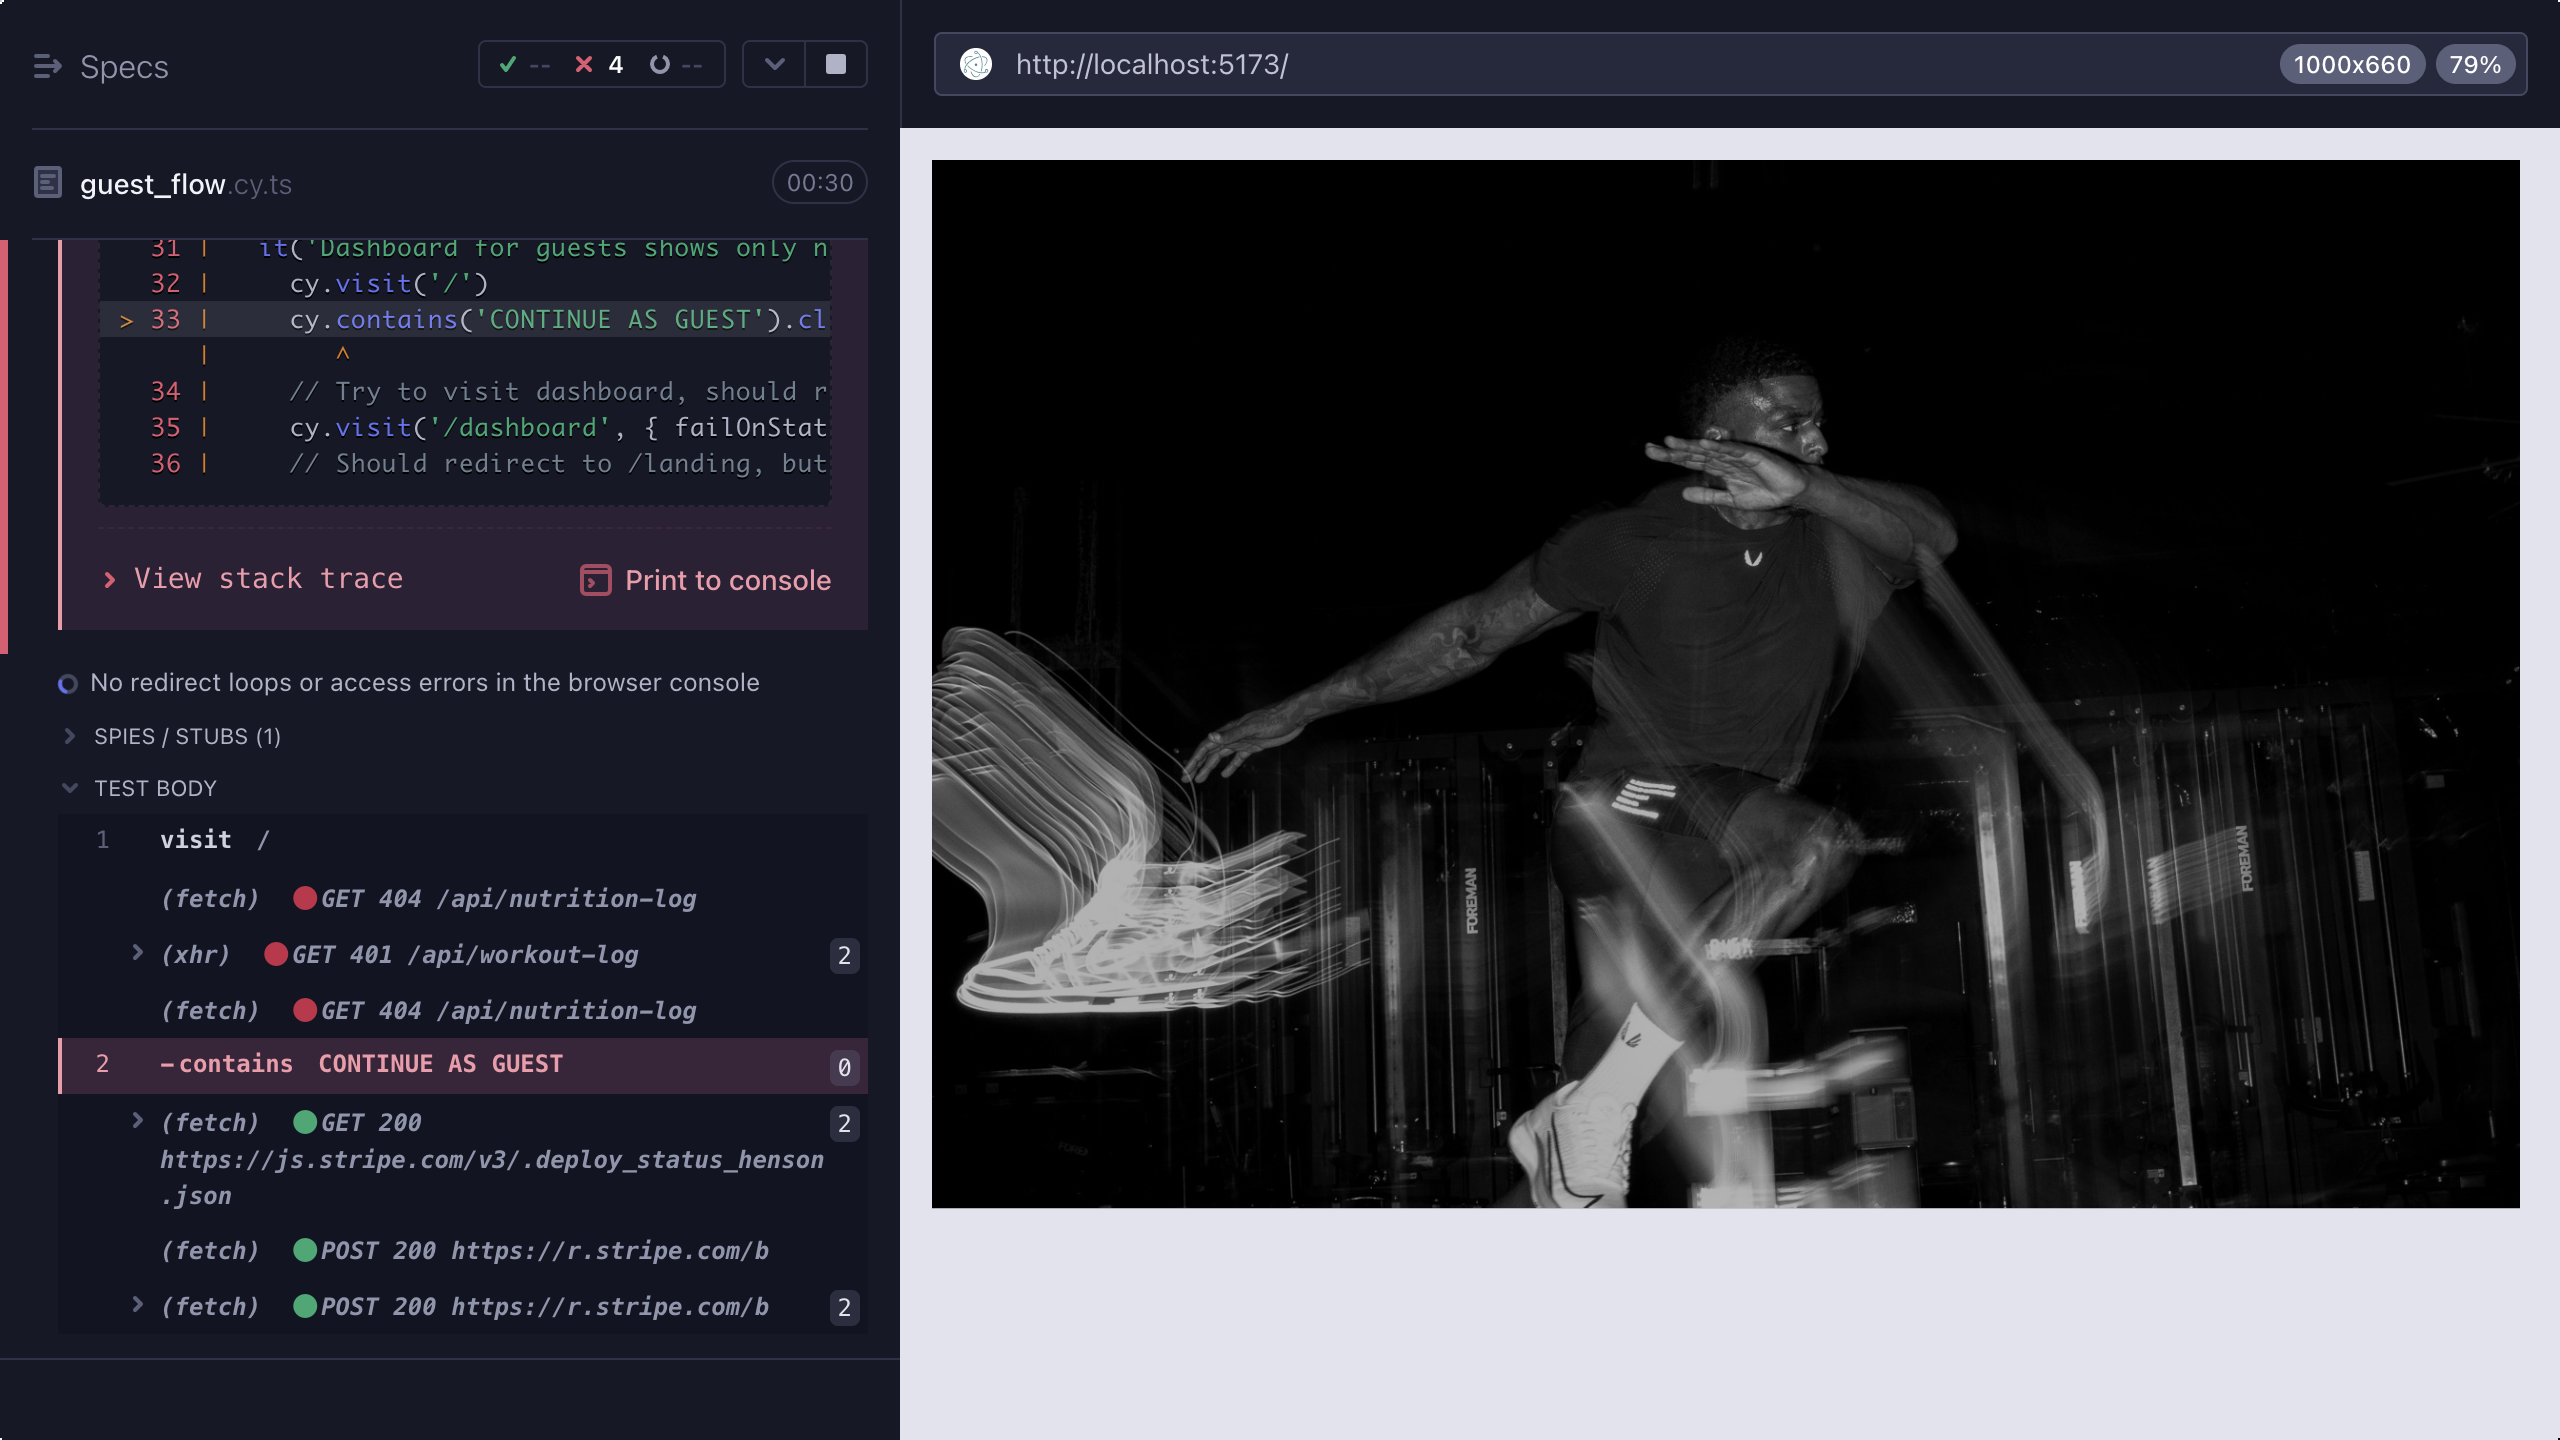 Specs
--
4
--
guest_flow.cy.ts
00:30
31 | it('Dashboard for guests shows only n
32 | cy.visit('/')
> 33 | cy.contains('CONTINUE AS GUEST').cl
| ^
34 | // Try to visit dashboard, should r
35 | cy.visit('/dashboard', { failOnStat
36 | // Should redirect to /landing, but
View stack trace
Print to console
No redirect loops or access errors in the browser console
SPIES / STUBS (1)
TEST BODY
1 visit /
(fetch) GET 404 /api/nutrition-log
(xhr) GET 401 /api/workout-log 2
(fetch) GET 404 /api/nutrition-log
2 -contains CONTINUE AS GUEST 0
(fetch) GET 200 2
https://js.stripe.com/v3/.deploy_status_henson
.json
(fetch) POST 200 https://r.stripe.com/b
(fetch) POST 200 https://r.stripe.com/b 2
http://localhost:5173/
1000x660
79%
FOREMAN
FOREMAN